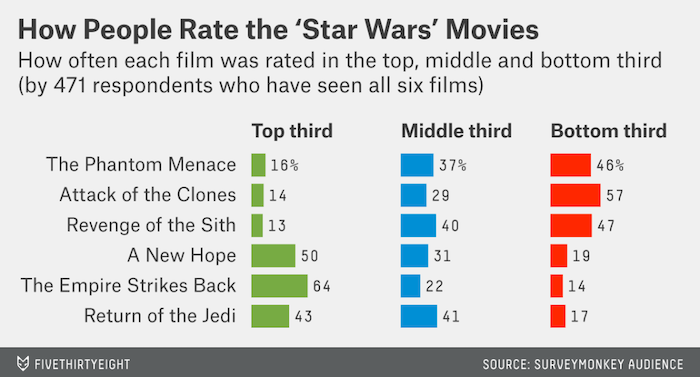 How People Rate the ‘Star Wars’ Movies
How often each film was rated in the top, middle and bottom third
(by 471 respondents who have seen all six films)
Top third Middle third Bottom third
The Phantom Menace 16% 37% 46%
Attack of the Clones 14 29 57
Revenge of the Sith 13 40 47
A New Hope 50 31 19
The Empire Strikes Back 64 22 14
Return of the Jedi 43 41 17
FIVETHIRTYEIGHT SOURCE: SURVEYMONKEY AUDIENCE